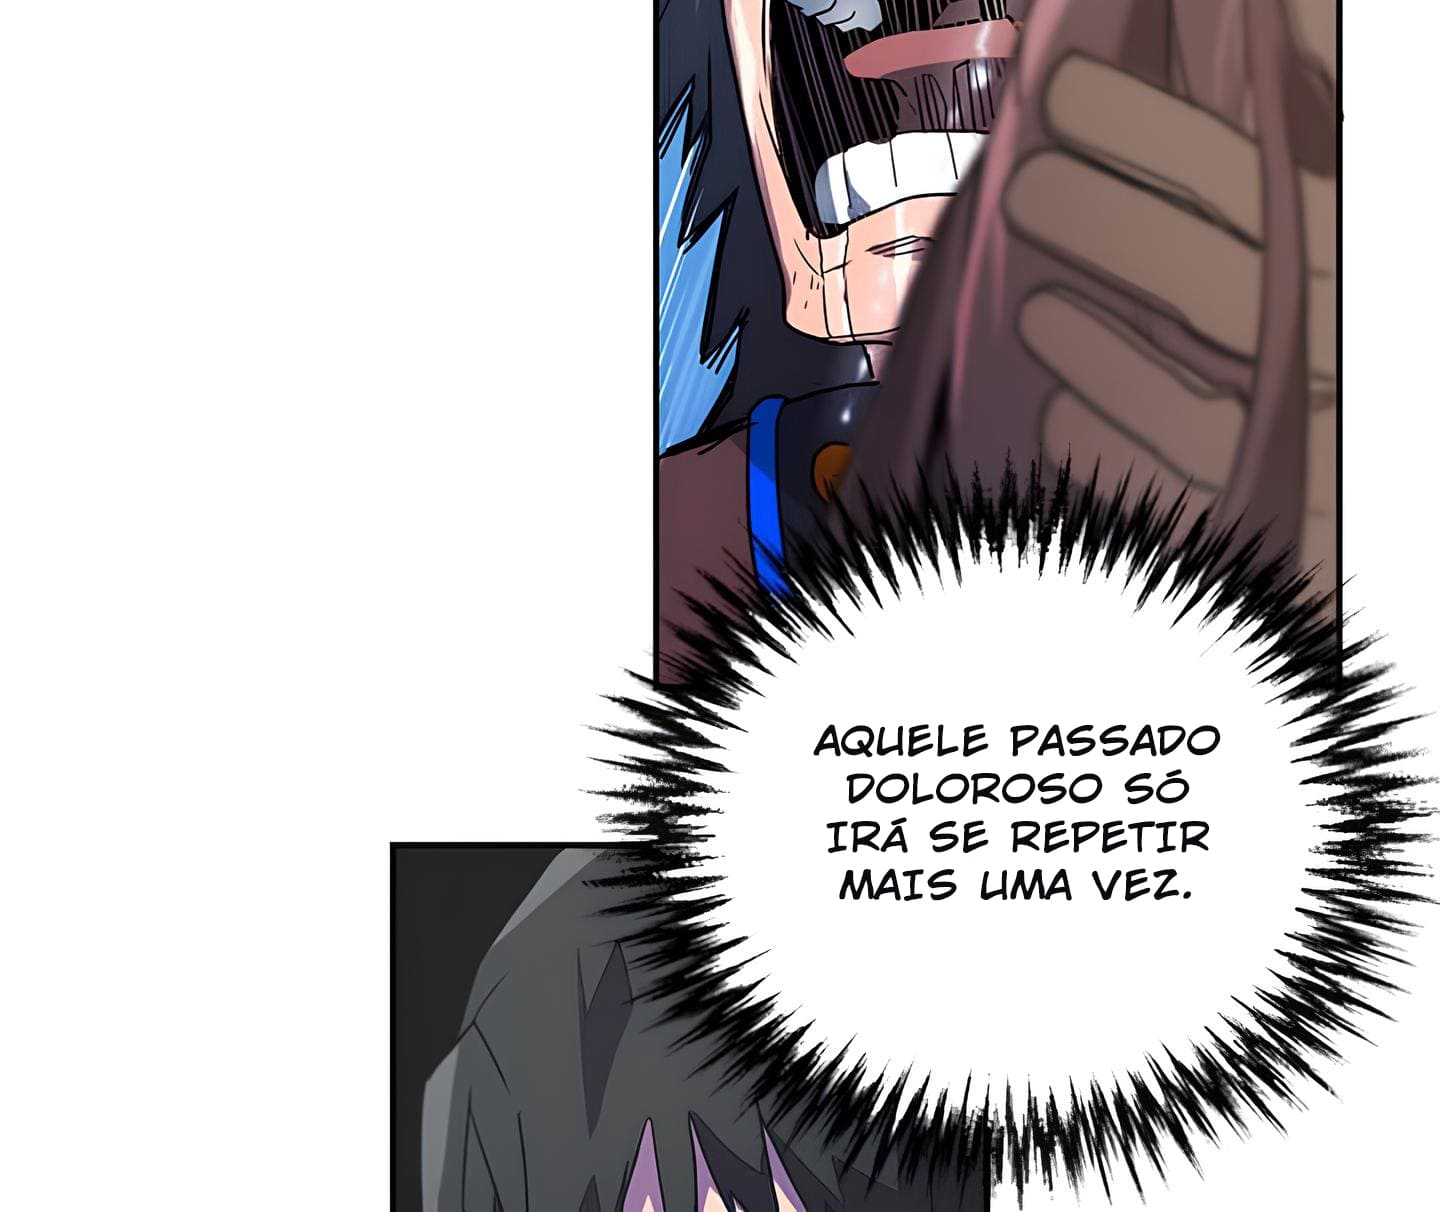 AQUELE PASSADO
DOLOROSO SÓ
IRÁ SE REPETIR
MAIS UMA VEZ.